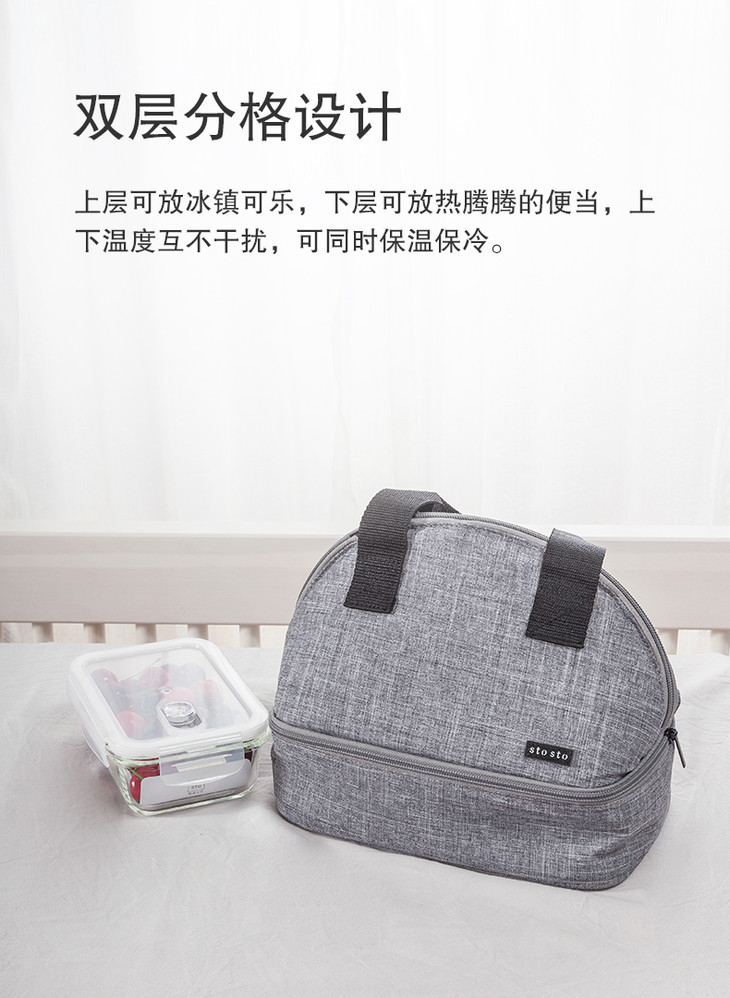 双层分格设计
上层可放冰镇可乐，下层可放热腾腾的便当，上
下温度互不干扰，可同时保温保冷。
sto sto
sto